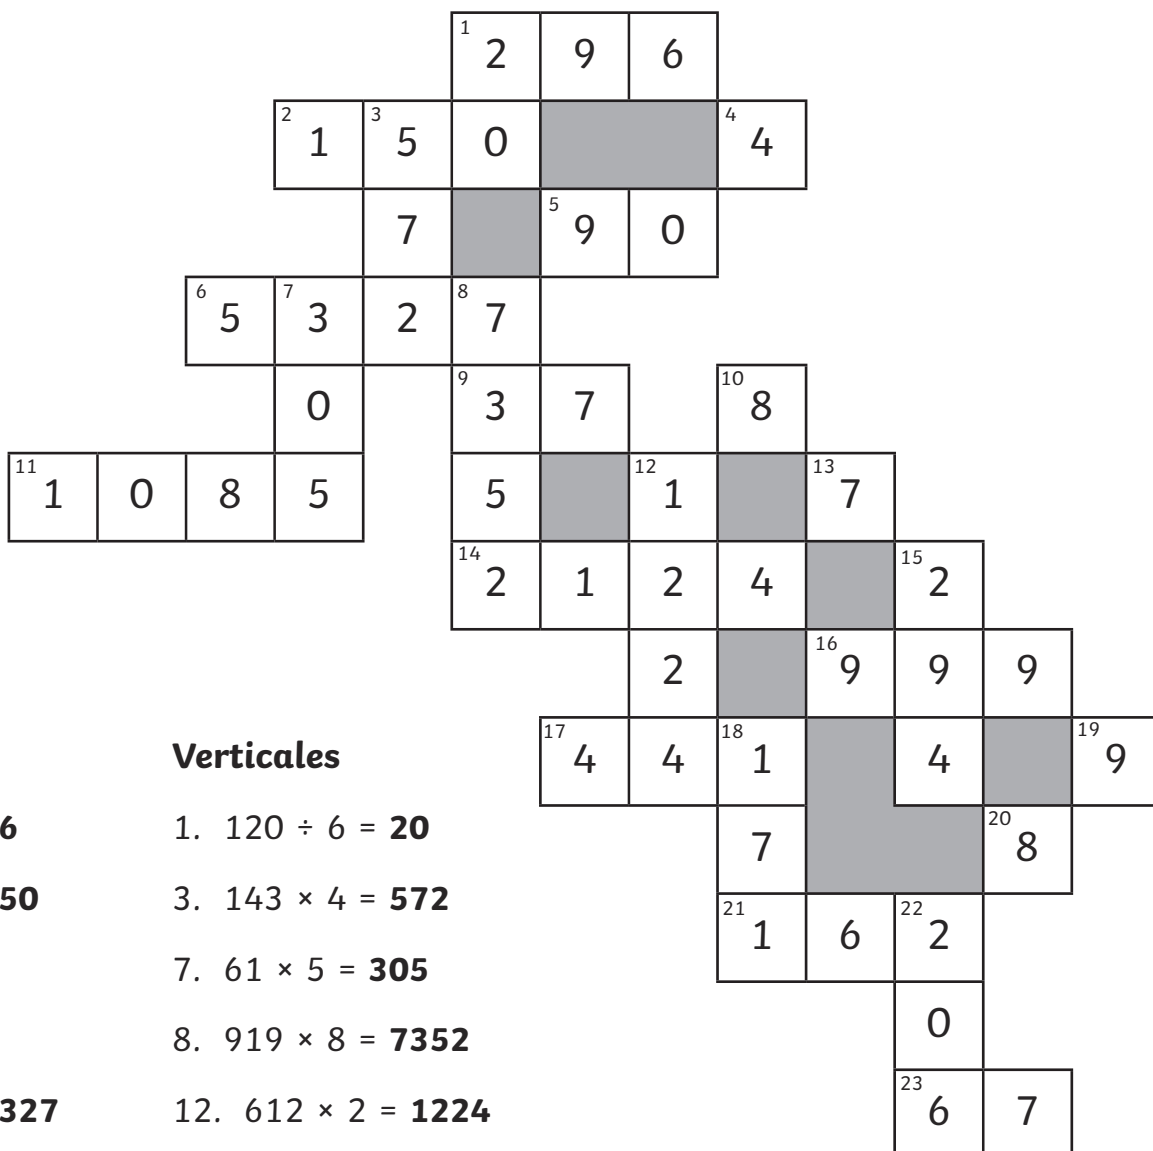 1 2 9 6
2 1 3 5 0 4 4
7 5 9 0
6 5 7 3 2 8 7
0 9 3 7 10 8
11 1 0 8 5 5 12 1 13 7
14 2 1 2 4 15 2
2 16 9 9 9
17 4 4 18 1 4 19 9
7 20 8
21 1 6 22 2
0
23 6 7
Verticales
6
1. 120 ÷ 6 = 20
50
3. 143 × 4 = 572
7. 61 × 5 = 305
8. 919 × 8 = 7352
327
12. 612 × 2 = 1224